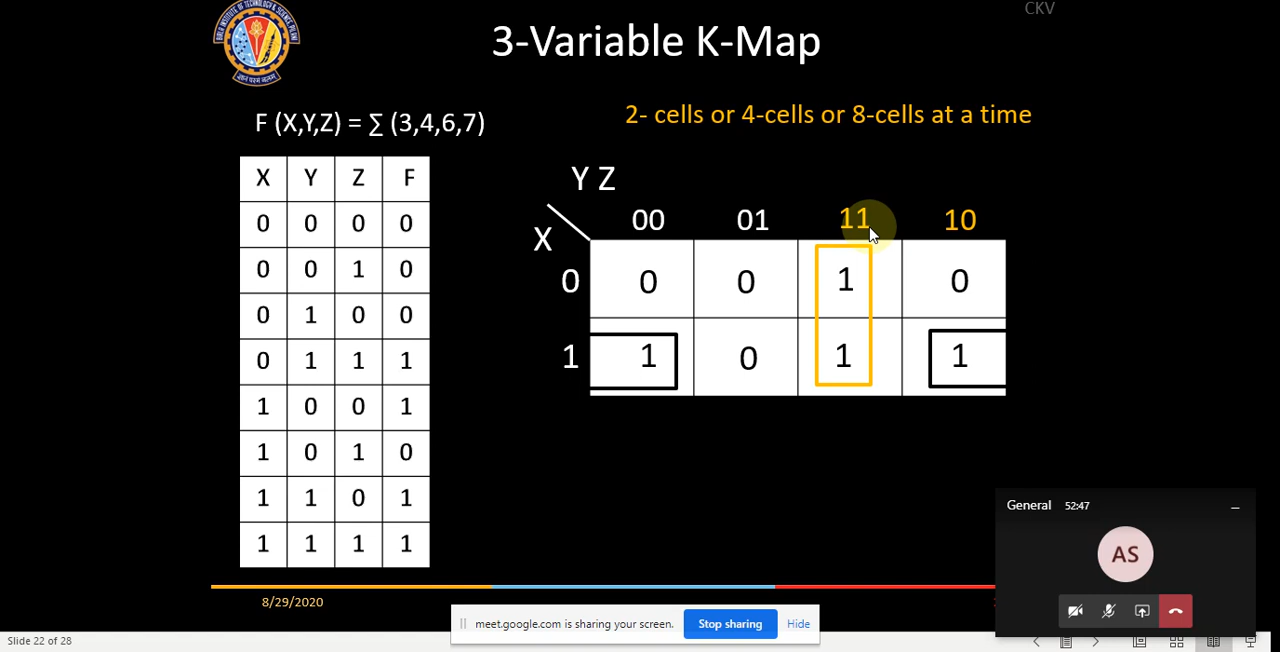 CKV
3-Variable K-Map
F (X,Y,Z) = ∑ (3,4,6,7)
2- cells or 4-cells or 8-cells at a time
X Y Z F
0 0 0 0
0 0 1 0
0 1 0 0
0 1 1 1
1 0 0 1
1 0 1 0
1 1 0 1
1 1 1 1
Y Z
X
00 01 11 10
0 0 0 1 0
1 1 0 1 1
General 52:47
AS
8/29/2020
meet.google.com is sharing your screen. Stop sharing Hide
Slide 22 of 28